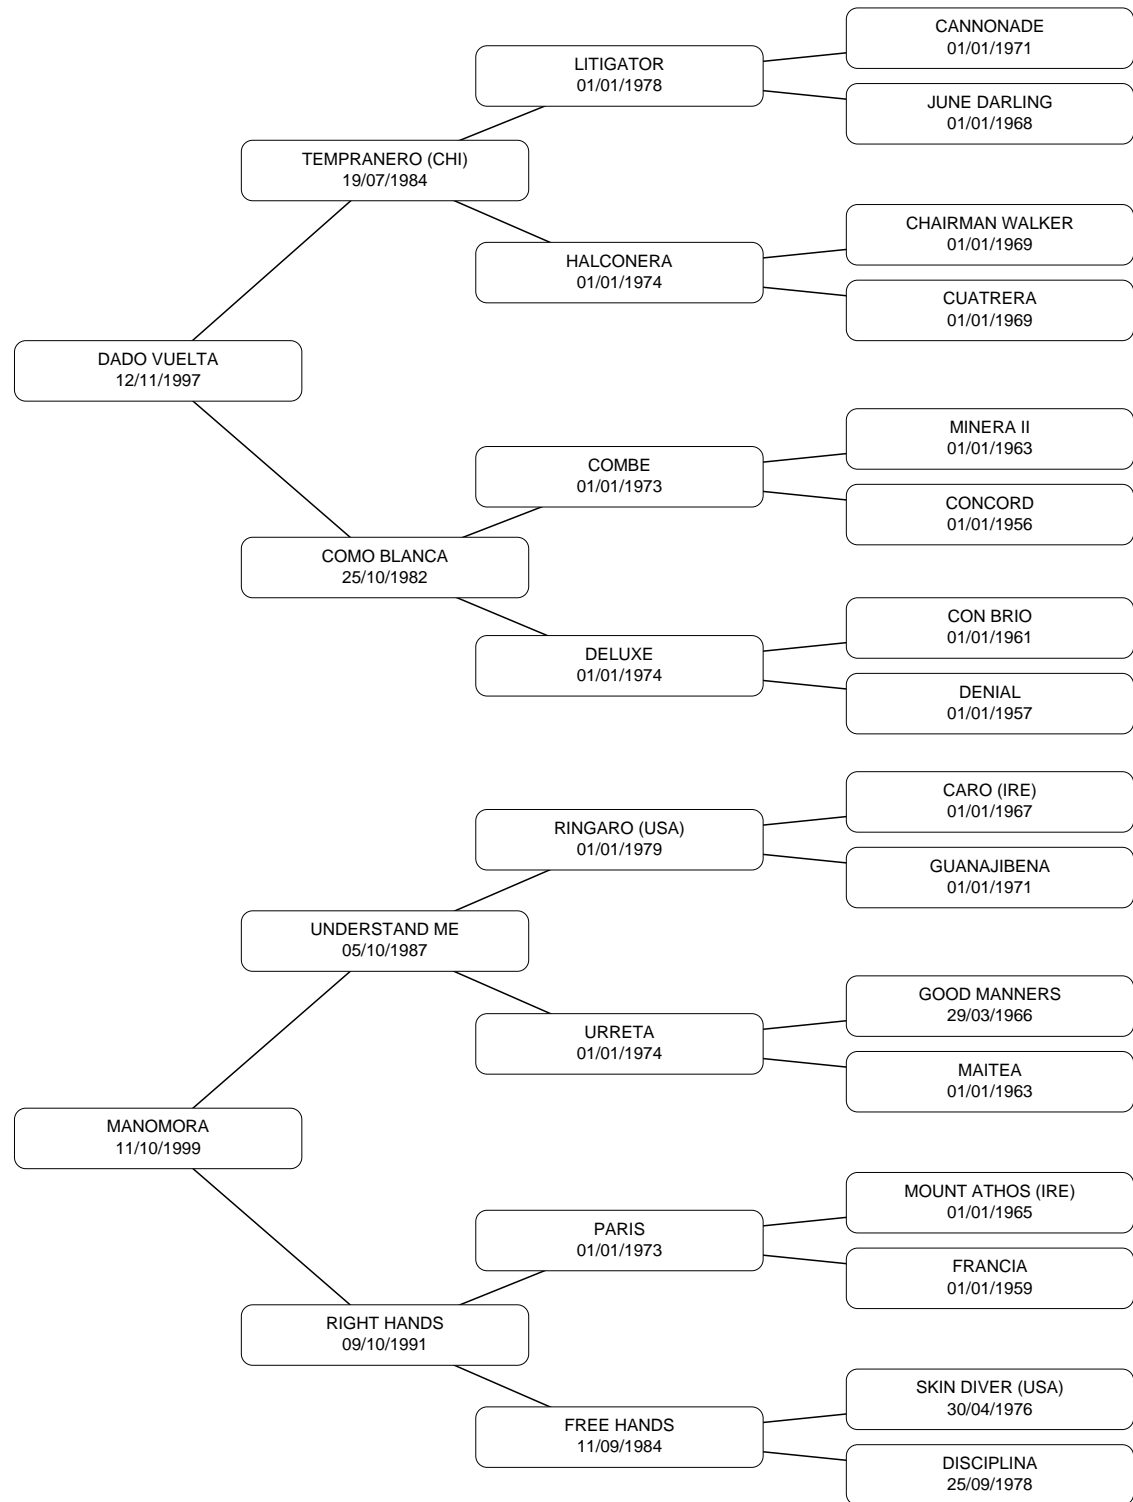 CANNONADE
01/01/1971
LITIGATOR
01/01/1978
JUNE DARLING
01/01/1968
TEMPRANERO (CHI)
19/07/1984
CHAIRMAN WALKER
01/01/1969
HALCONERA
01/01/1974
CUATRERA
01/01/1969
DADO VUELTA
12/11/1997
MINERA II
01/01/1963
COMBE
01/01/1973
CONCORD
01/01/1956
COMO BLANCA
25/10/1982
CON BRIO
01/01/1961
DELUXE
01/01/1974
DENIAL
01/01/1957
CARO (IRE)
01/01/1967
RINGARO (USA)
01/01/1979
GUANAJIBENA
01/01/1971
UNDERSTAND ME
05/10/1987
GOOD MANNERS
29/03/1966
URRETA
01/01/1974
MAITEA
01/01/1963
MANOMORA
11/10/1999
MOUNT ATHOS (IRE)
01/01/1965
PARIS
01/01/1973
FRANCIA
01/01/1959
RIGHT HANDS
09/10/1991
SKIN DIVER (USA)
30/04/1976
FREE HANDS
11/09/1984
DISCIPLINA
25/09/1978